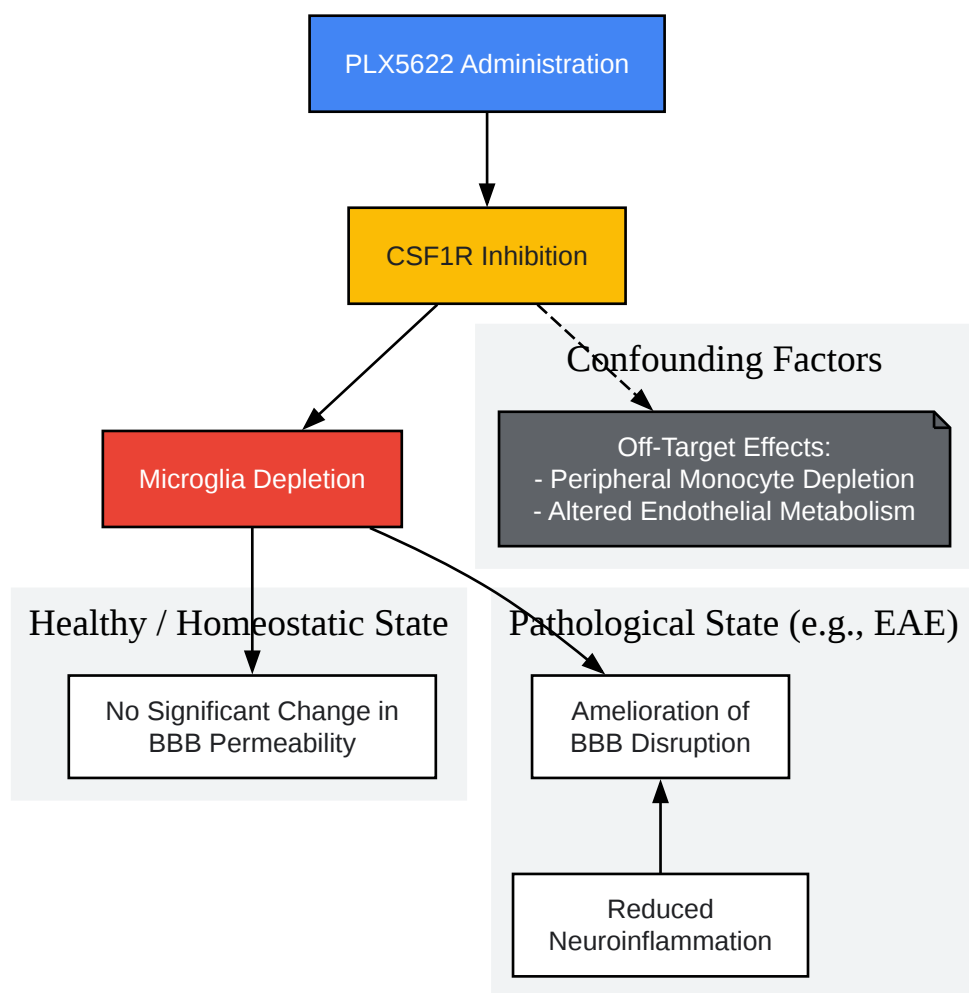 PLX5622 Administration
CSF1R Inhibition
Confounding Factors
Off-Target Effects:
- Peripheral Monocyte Depletion
- Altered Endothelial Metabolism
Microglia Depletion
Healthy / Homeostatic State
No Significant Change in
BBB Permeability
Pathological State (e.g., EAE)
Amelioration of
BBB Disruption
Reduced
Neuroinflammation